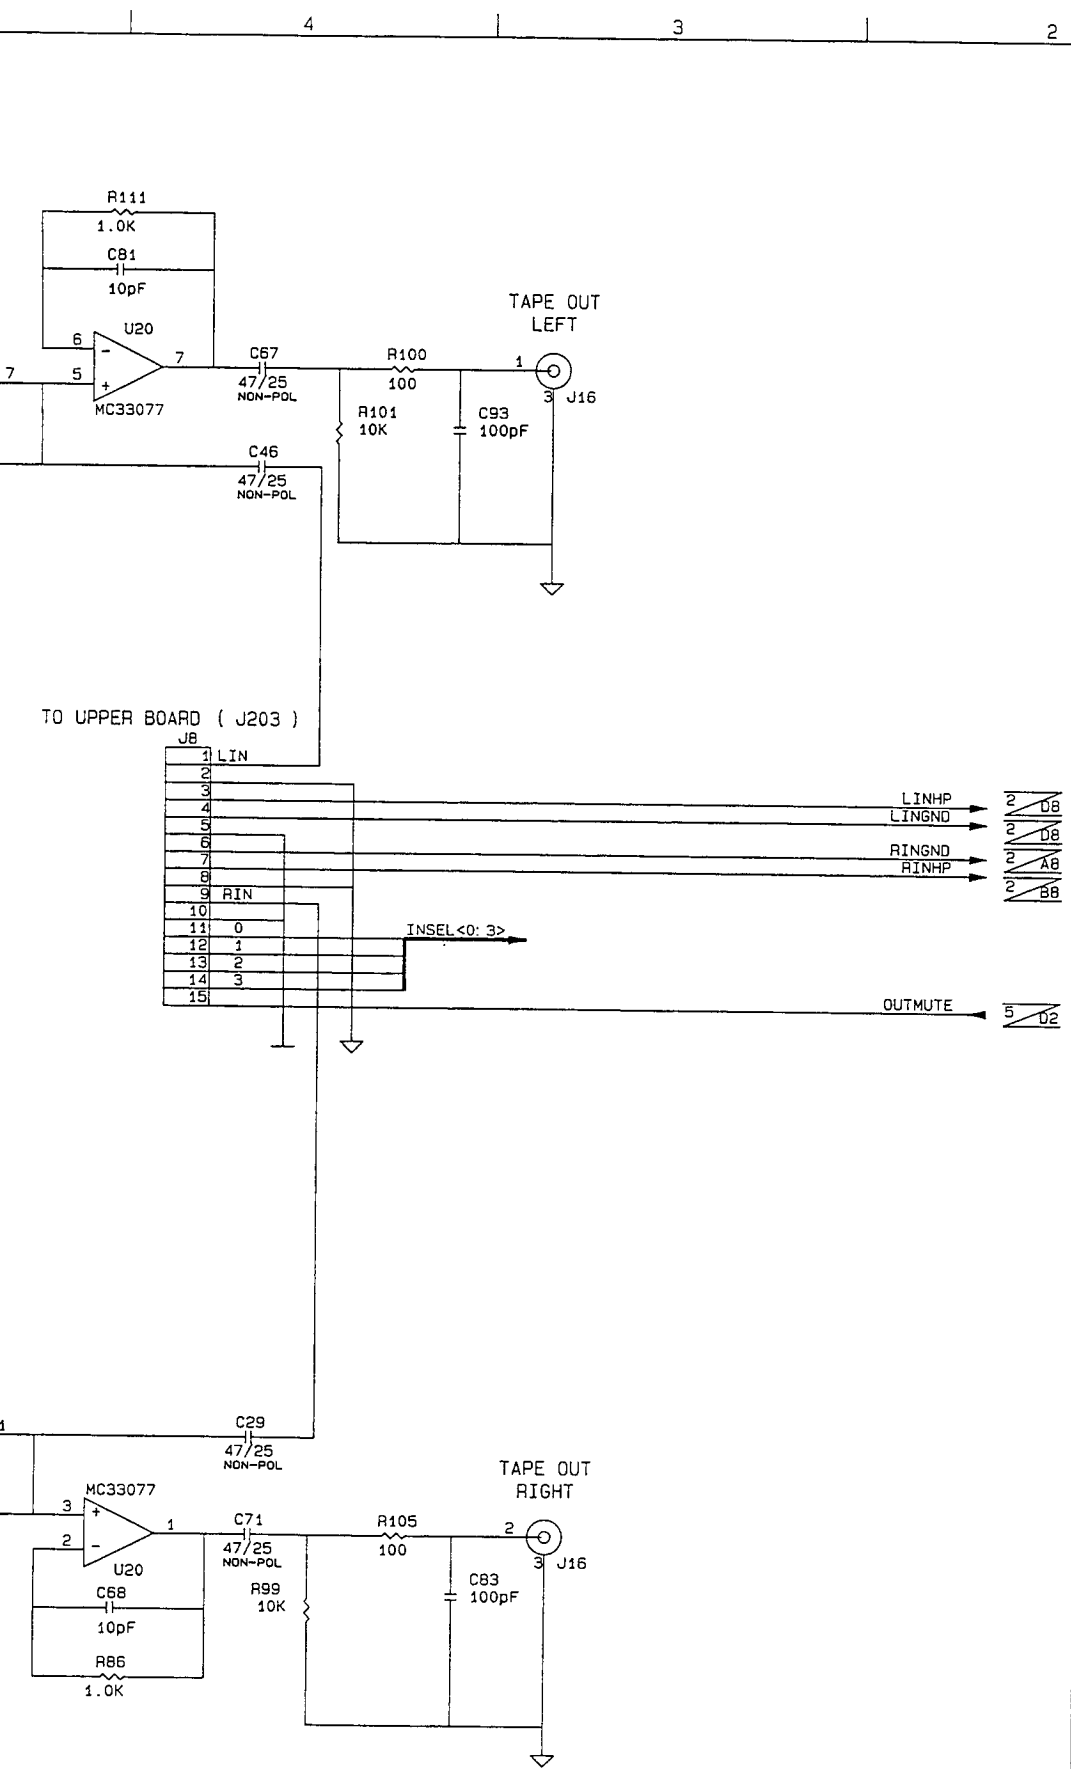 4 3 2
R111
1.0K
C81
10pF
U20
6
-
7
7
5
+
MC33077
C67
47/25
NON-POL
R100
100
TAPE OUT
LEFT
1
3
J16
R101
10K
C93
100pF
C46
47/25
NON-POL
TO UPPER BOARD ( J203 )
J8
1 LIN
2
3
4
5
6
7
8
9 RIN
10
11 0
12 1
13 2
14 3
15
LINHP
2 D8
LINGND
2 D8
RINGND
2 A8
RINHP
2 B8
INSEL<0:3>
OUTMUTE
5 D2
1
C29
47/25
NON-POL
MC33077
3
+
2
-
1
U20
C71
47/25
NON-POL
R105
100
TAPE OUT
RIGHT
2
3
J16
C68
10pF
R86
1.0K
R99
10K
C83
100pF